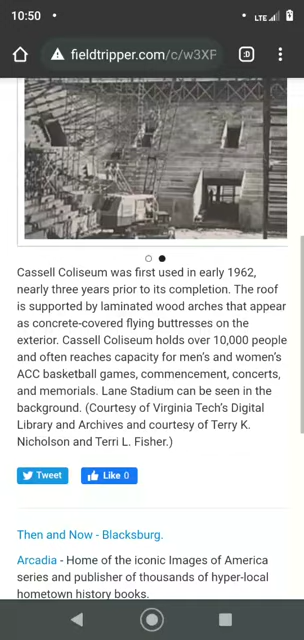 10:50
LTE
fieldtripper.com/c/w3XF
:D
Cassell Coliseum was first used in early 1962,
nearly three years prior to its completion. The roof
is supported by laminated wood arches that appear
as concrete-covered flying buttresses on the
exterior. Cassell Coliseum holds over 10,000 people
and often reaches capacity for men's and women's
ACC basketball games, commencement, concerts,
and memorials. Lane Stadium can be seen in the
background. (Courtesy of Virginia Tech's Digital
Library and Archives and courtesy of Terry K.
Nicholson and Terri L. Fisher.)
Tweet
Like 0
Then and Now - Blacksburg.
Arcadia - Home of the iconic Images of America
series and publisher of thousands of hyper-local
hometown history books.